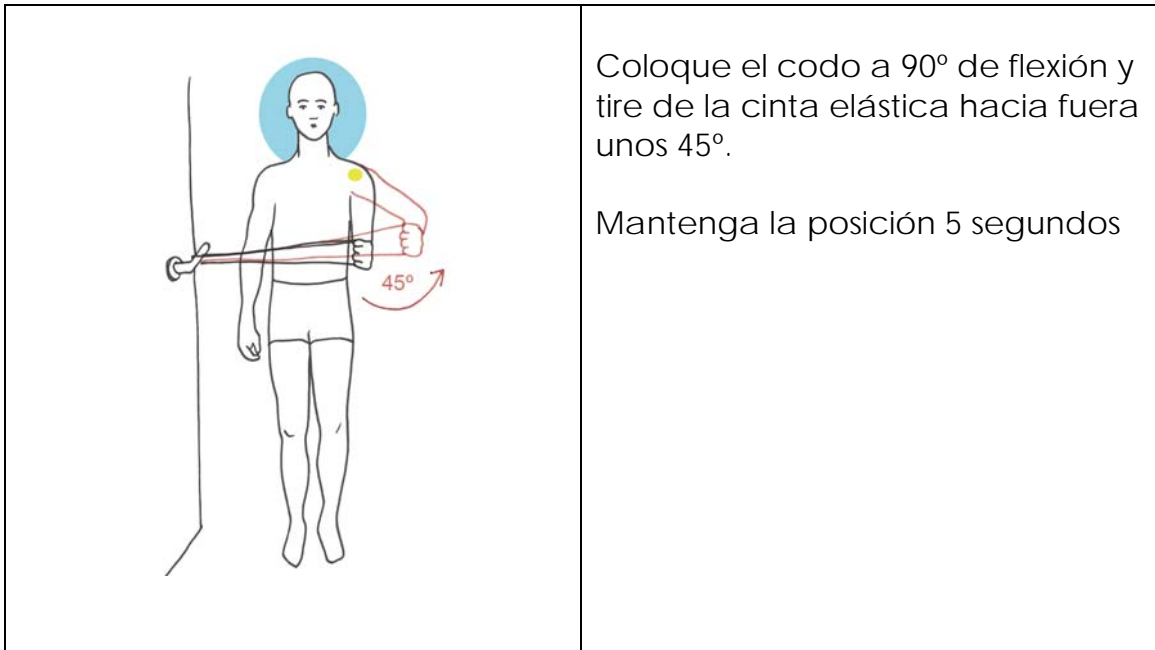 Coloque el codo a 90º de flexión y
tire de la cinta elástica hacia fuera
unos 45º.
Mantenga la posición 5 segundos
45º